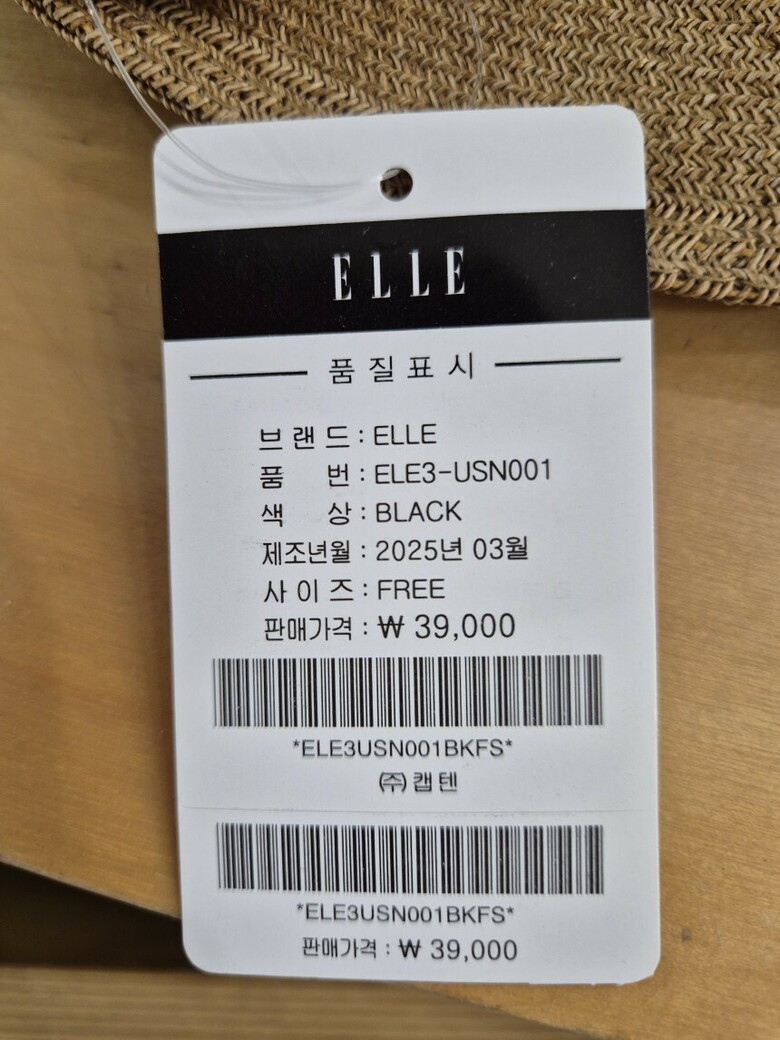 ELLE
품질표시
브랜드 : ELLE
품 번 : ELE3-USN001
색 상 : BLACK
제조년월 : 2025년 03월
사이즈 : FREE
판매가격 : ₩ 39,000
*ELE3USN001BKFS*
㈜캡텐
*ELE3USN001BKFS*
판매가격 : ₩ 39,000